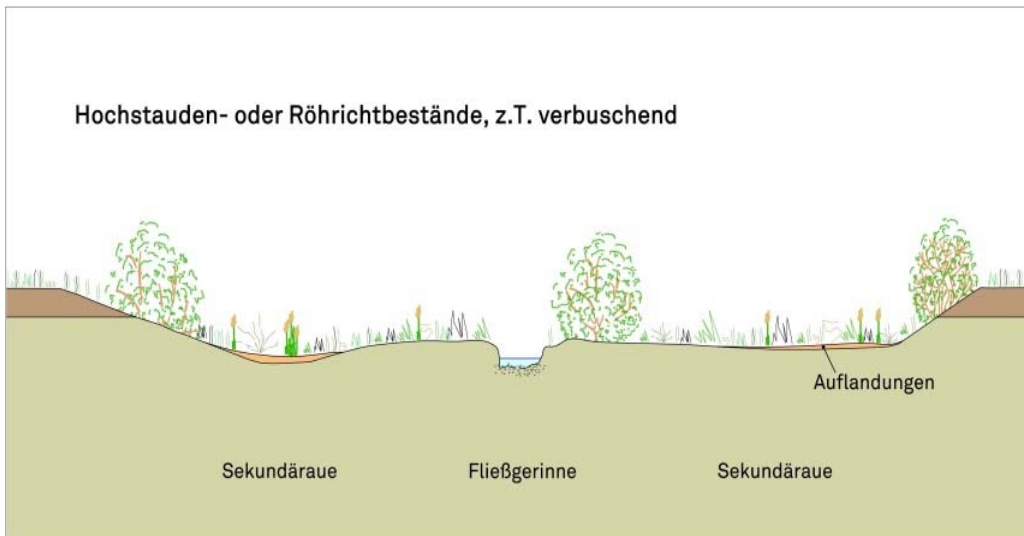 Hochstauden- oder Röhrichtbestände, z.T. verbuschend
Auflandungen
Sekundäraue
Fließgerinne
Sekundäraue